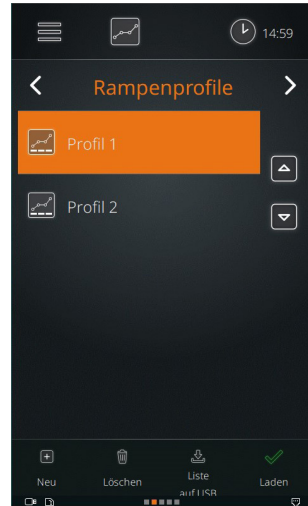 14:59
Rampenprofile
Profil 1
Profil 2
Neu
Löschen
Liste
auf USB
Laden